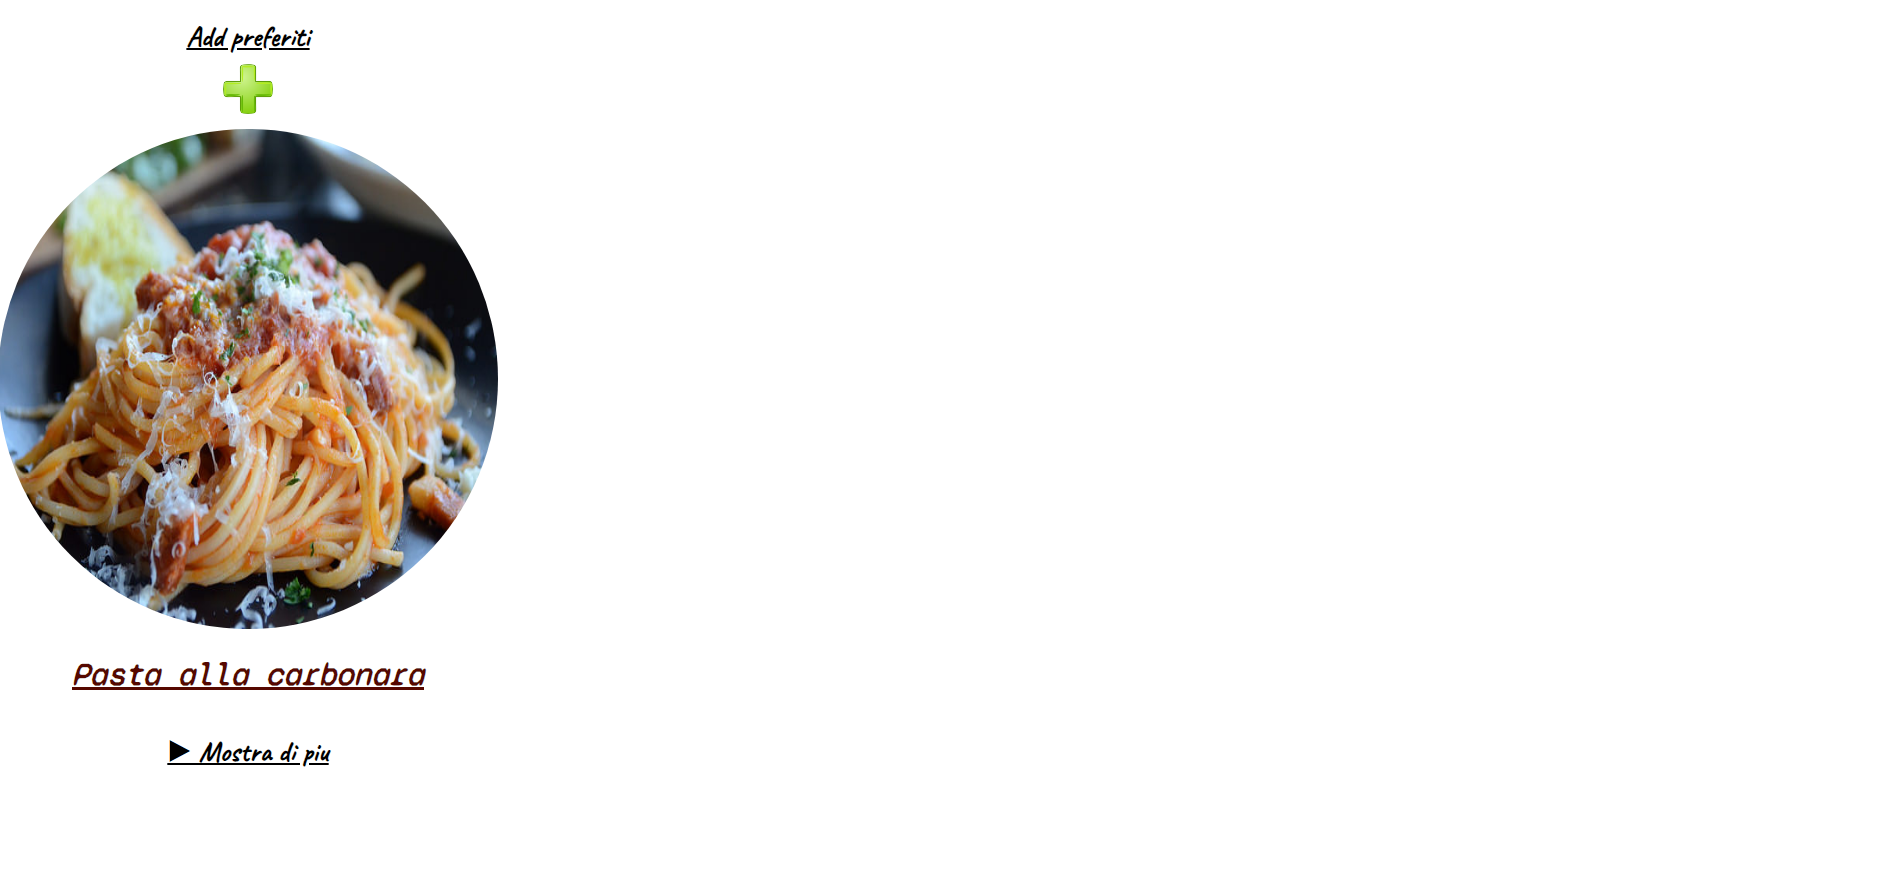 Add preferiti
Pasta alla carbonara
▶ Mostra di piu